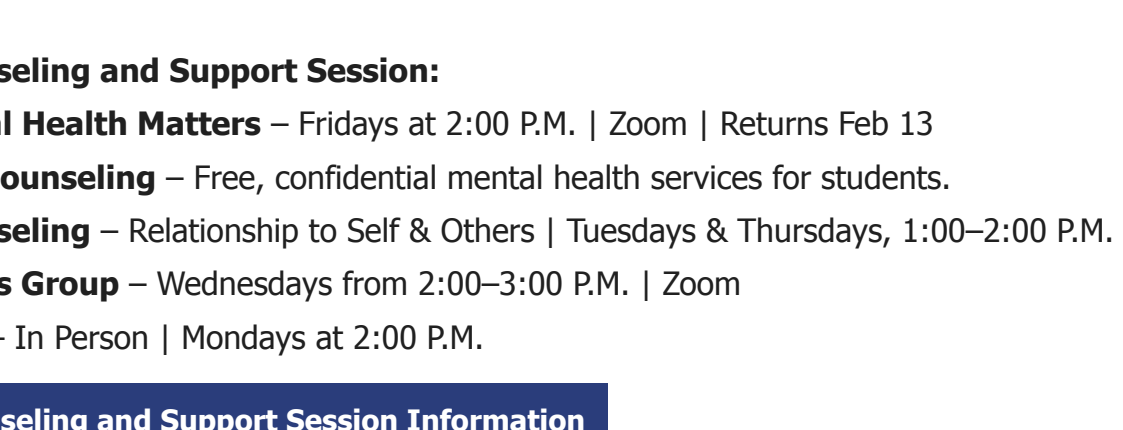 seling and Support Session:
l Health Matters – Fridays at 2:00 P.M. | Zoom | Returns Feb 13
ounseling – Free, confidential mental health services for students.
seling – Relationship to Self & Others | Tuesdays & Thursdays, 1:00–2:00 P.M.
s Group – Wednesdays from 2:00–3:00 P.M. | Zoom
- In Person | Mondays at 2:00 P.M.
seling and Support Session Information